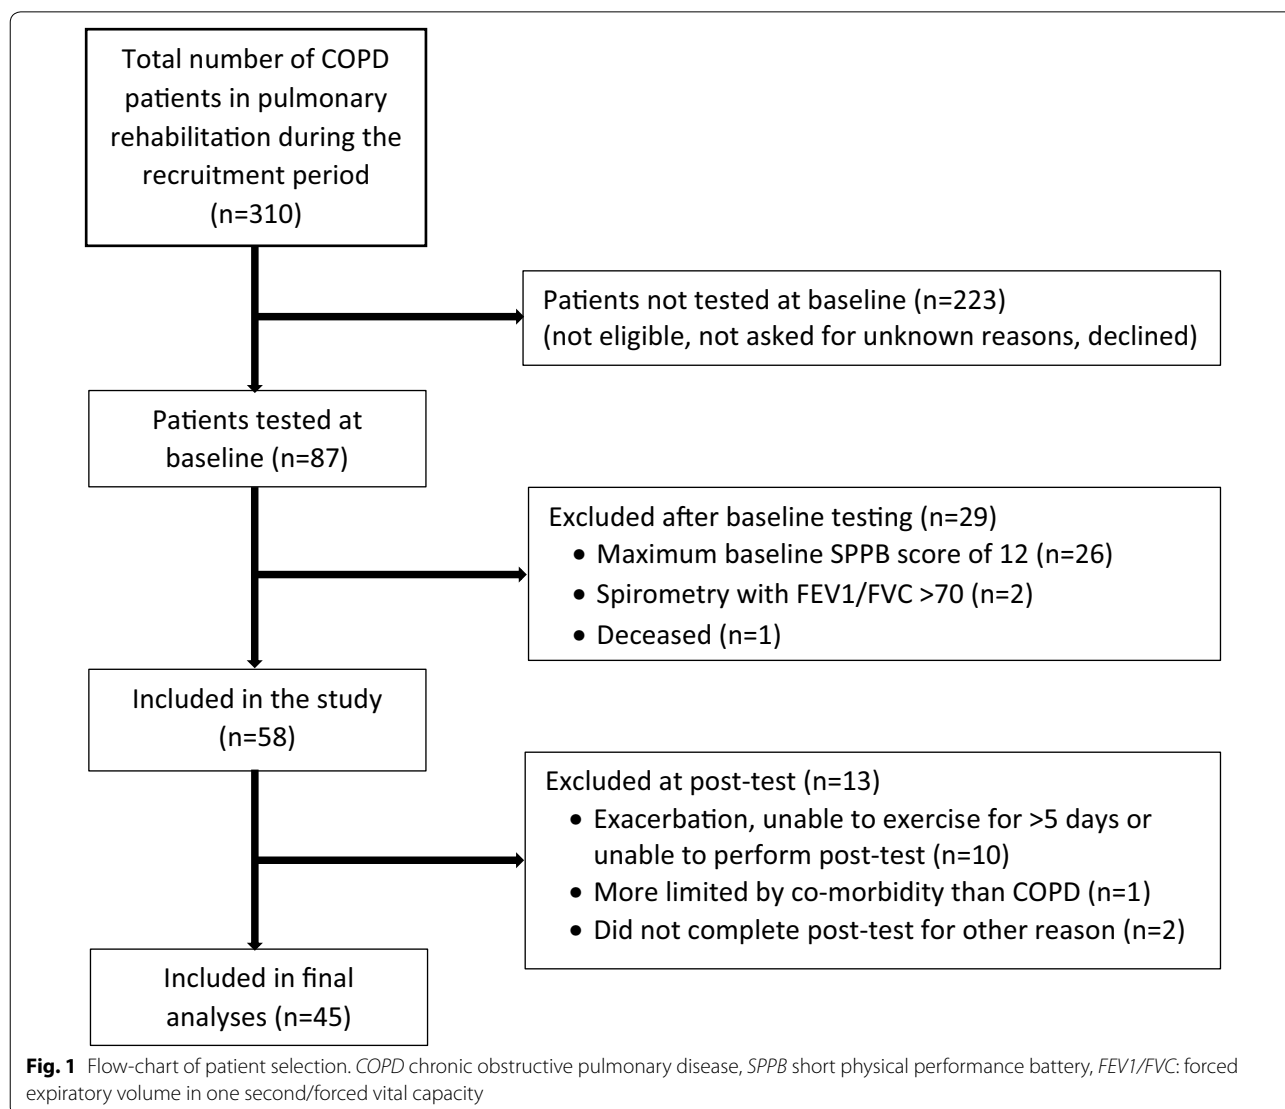 Total number of COPD
patients in pulmonary
rehabilitation during the
recruitment period
(n=310)
Patients not tested at baseline (n=223)
(not eligible, not asked for unknown reasons, declined)
Patients tested at
baseline (n=87)
Excluded after baseline testing (n=29)
• Maximum baseline SPPB score of 12 (n=26)
• Spirometry with FEV1/FVC >70 (n=2)
• Deceased (n=1)
Included in the study
(n=58)
Excluded at post-test (n=13)
• Exacerbation, unable to exercise for >5 days or
unable to perform post-test (n=10)
• More limited by co-morbidity than COPD (n=1)
• Did not complete post-test for other reason (n=2)
Included in final
analyses (n=45)
Fig. 1 Flow-chart of patient selection. COPD chronic obstructive pulmonary disease, SPPB short physical performance battery, FEV1/FVC: forced
expiratory volume in one second/forced vital capacity